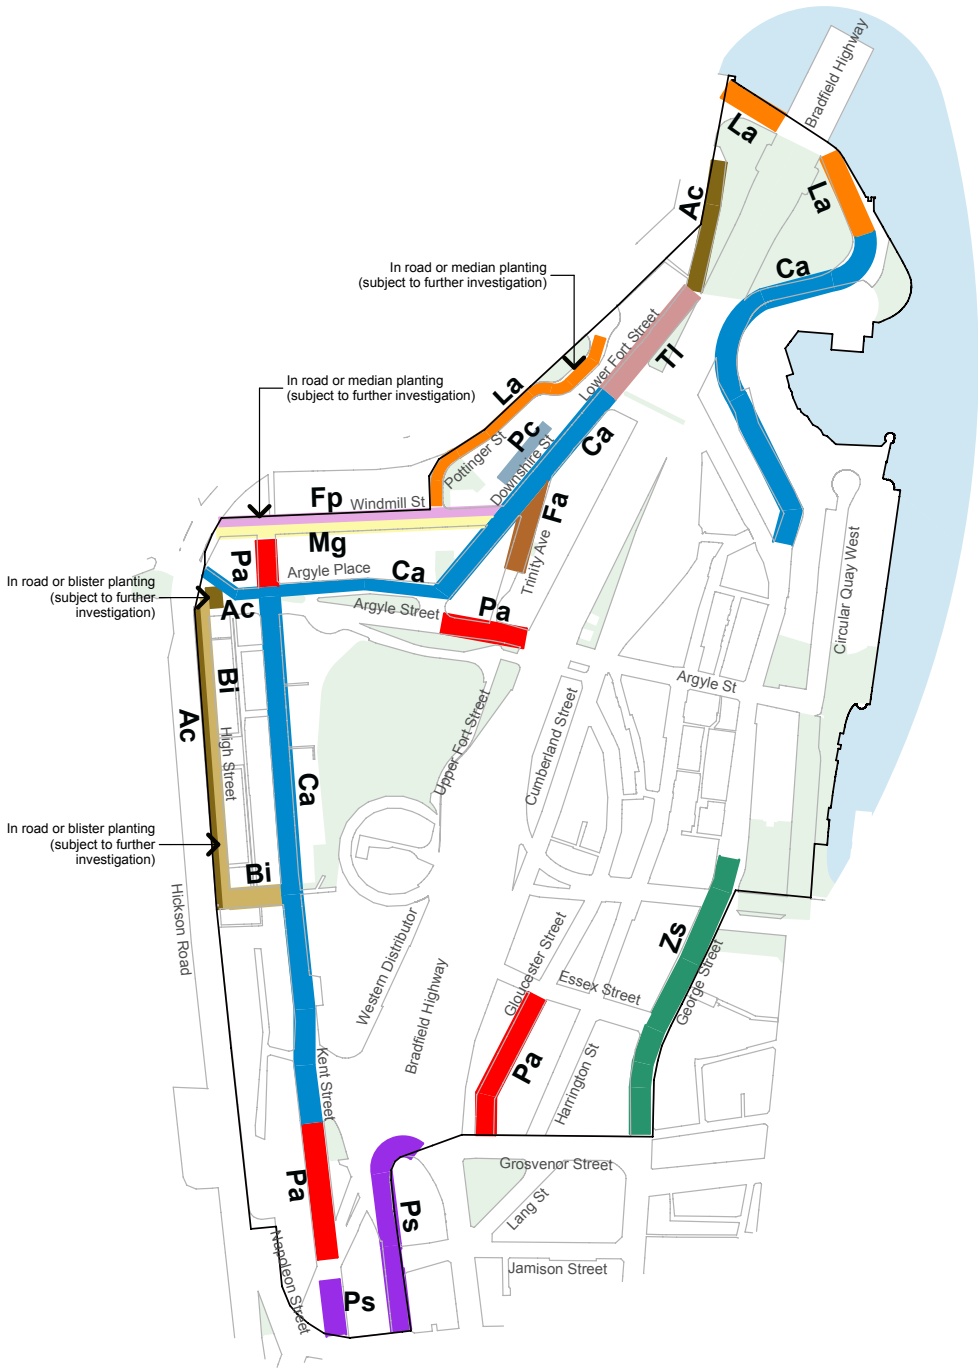 Bradfield Highway
La
La
Ac
Ca
In road or median planting
(subject to further investigation)
Lower Fort Street
Tl
In road or median planting
(subject to further investigation)
La
Pc
Ca
Pottinger St
Downshire St
Fp
Windmill St
Fa
Mg
Trinity Ave
Pa
Argyle Place
Ca
In road or blister planting
(subject to further
investigation)
Ac
Argyle Street
Pa
Circular Quay West
Bi
Argyle St
Ac
High Street
Upper Fort Street
Cumberland Street
Ca
In road or blister planting
(subject to further
investigation)
Bi
Hickson Road
Western Distributor
Bradfield Highway
Gloucester Street
Essex Street
Zs
George Street
Kent Street
Pa
Harrington St
Pa
Grosvenor Street
Ps
Lang St
Napoleon Street
Jamison Street
Ps